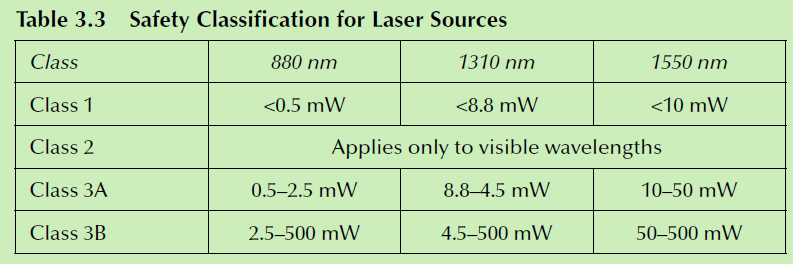 Table 3.3 Safety Classification for Laser Sources
Class 880 nm 1310 nm 1550 nm
Class 1 <0.5 mW <8.8 mW <10 mW
Class 2 Applies only to visible wavelengths
Class 3A 0.5–2.5 mW 8.8–4.5 mW 10–50 mW
Class 3B 2.5–500 mW 4.5–500 mW 50–500 mW